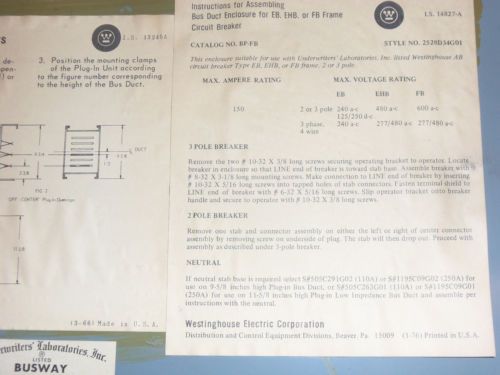 TS
I.S. 13245A
3. Position the mounting clamps
of the Plug-In Unit according
to the figure number corresponding
to the height of the Bus Duct.
DUCT
FIG 2
"OFF CENTER" Plug-In Openings
(3-66) Made in U.S.A.
Underwriters' Laboratories, Inc.
LISTED
BUSWAY
Instructions for Assembling
Bus Duct Enclosure for EB, EHB, or FB Frame
Circuit Breaker
I.S. 14827-A
CATALOG NO. BP-FB STYLE NO. 2520D34G01
This enclosure suitable for use with Underwriters' Laboratories, Inc. listed Westinghouse AB
circuit breaker Type EB, EHB, or FB frame. 2 or 3 pole.
MAX. AMPERE RATING MAX. VOLTAGE RATING
EB EHB FB
150 2 or 3 pole 240 a-c 480 a-c 600 a-c
125/250 d-c
3 phase, 240 a-c 277/480 a-c 277/480 a-c
4 wire
3 POLE BREAKER
Remove the two # 10-32 X 3/8 long screws securing operating bracket to operator. Locate
breaker in enclosure so that LINE end of breaker is toward stab base. Assemble breaker with
# 8-32 X 3-1/8 long mounting screws. Make connection to LINE end of breaker by inserting
# 10-32 X 5/16 long screws into tapped holes of stab connectors. Fasten terminal shield to
LINE end of breaker with # 6-32 X 5/16 long screws. Slip operator bracket onto breaker
handle and secure to operator with # 10-32 X 3/8 long screws.
2 POLE BREAKER
Remove one stab and connector assembly on either the left or right of center connector
assembly by removing screw on underside of plug. The stab will then drop out. Proceed with
assembly as described under 3-pole breaker.
NEUTRAL
If neutral stab base is required select S#505C291G02 (110A) or S#1195C09G02 (250A) for
use on 9-5/8 inches high Plug-in Bus Duct, or S#505C263G01 (110A) or S#1195C09G01
(250A) for use on 11-5/8 inches high Plug-in Low Impedance Bus Duct and assemble per
instructions with the neutral.
Westinghouse Electric Corporation
Distribution and Control Equipment Divisions, Beaver, Pa. 15009 (3-76) Printed in U.S.A.